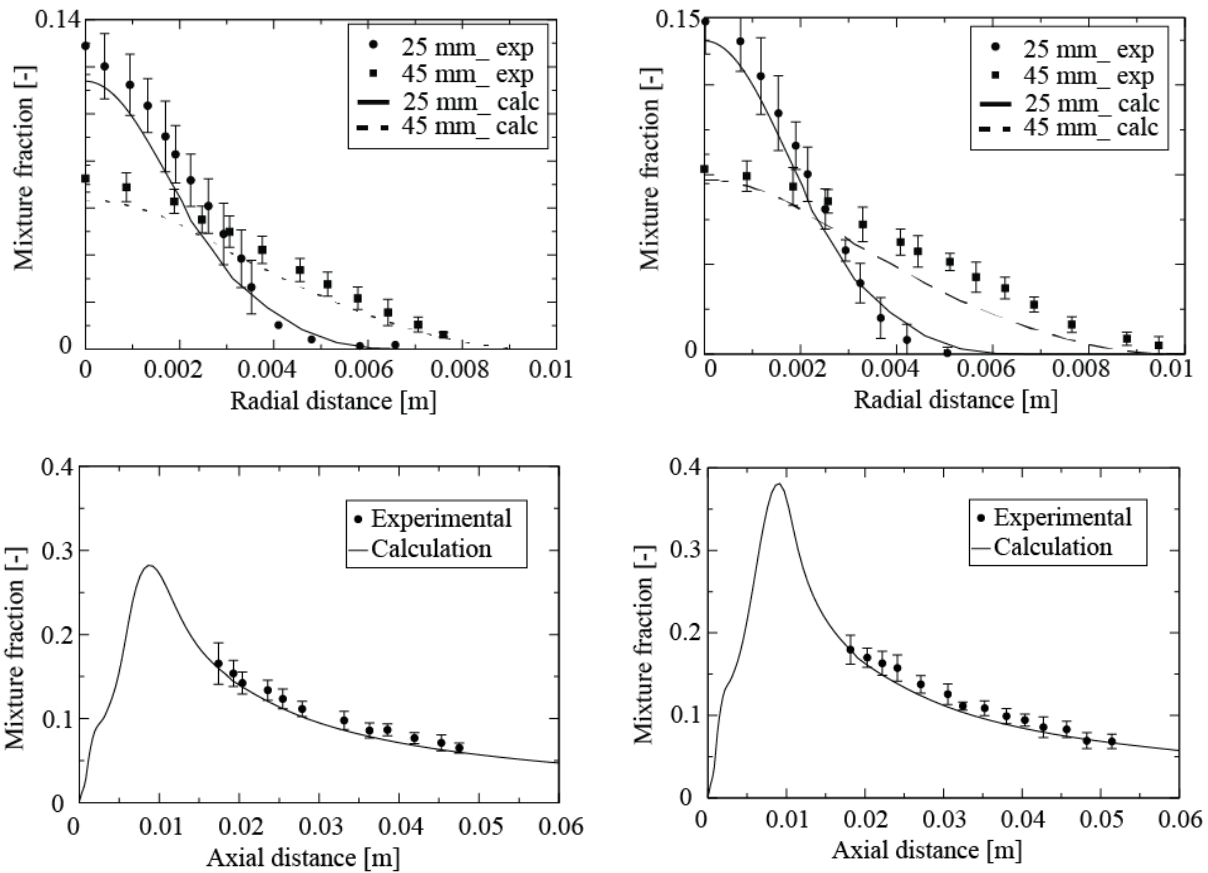 0.14
Mixture fraction [-]
0
25 mm_ exp
45 mm_ exp
25 mm_ calc
45 mm_ calc
0 0.002 0.004 0.006 0.008 0.01
Radial distance [m]
0.15
Mixture fraction [-]
0
25 mm_ exp
45 mm_ exp
25 mm_ calc
45 mm_ calc
0 0.002 0.004 0.006 0.008 0.01
Radial distance [m]
0.4
0.3
0.2
0.1
0
Mixture fraction [-]
Experimental
Calculation
0 0.01 0.02 0.03 0.04 0.05 0.06
Axial distance [m]
0.4
0.3
0.2
0.1
0
Mixture fraction [-]
Experimental
Calculation
0 0.01 0.02 0.03 0.04 0.05 0.06
Axial distance [m]